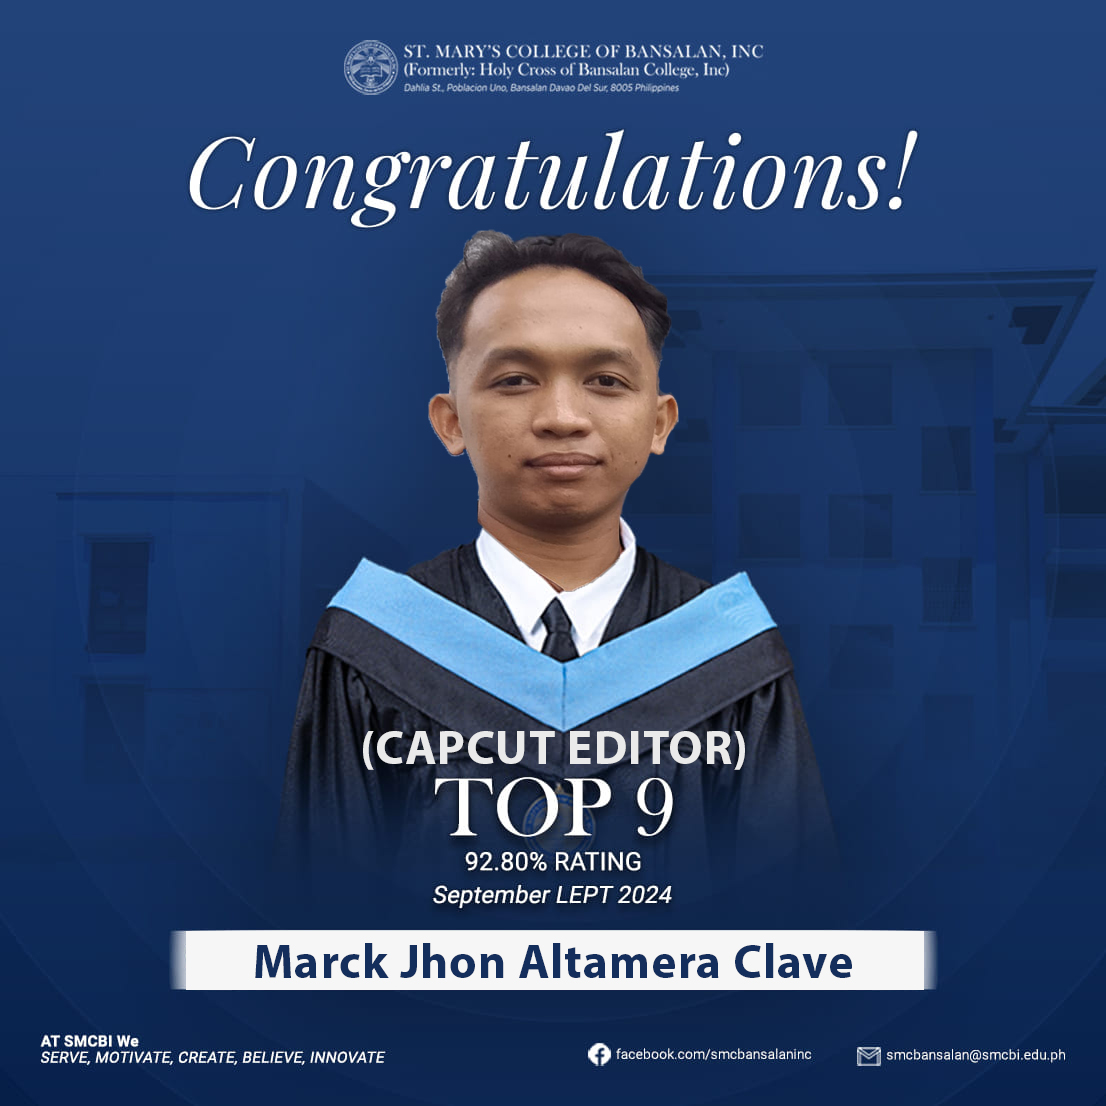 ST. MARY'S COLLEGE OF BANSALAN, INC
(Formerly: Holy Cross of Bansalan College, Inc)
Dahlia St., Poblacion Uno, Bansalan Davao Del Sur, 8005 Philippines
Congratulations!
(CAPCUT EDITOR)
TOP 9
92.80% RATING
September LEPT 2024
Marck Jhon Altamera Clave
AT SMCBI We
SERVE, MOTIVATE, CREATE, BELIEVE, INNOVATE
facebook.com/smcbansalaninc
smcbansalan@smcbi.edu.ph